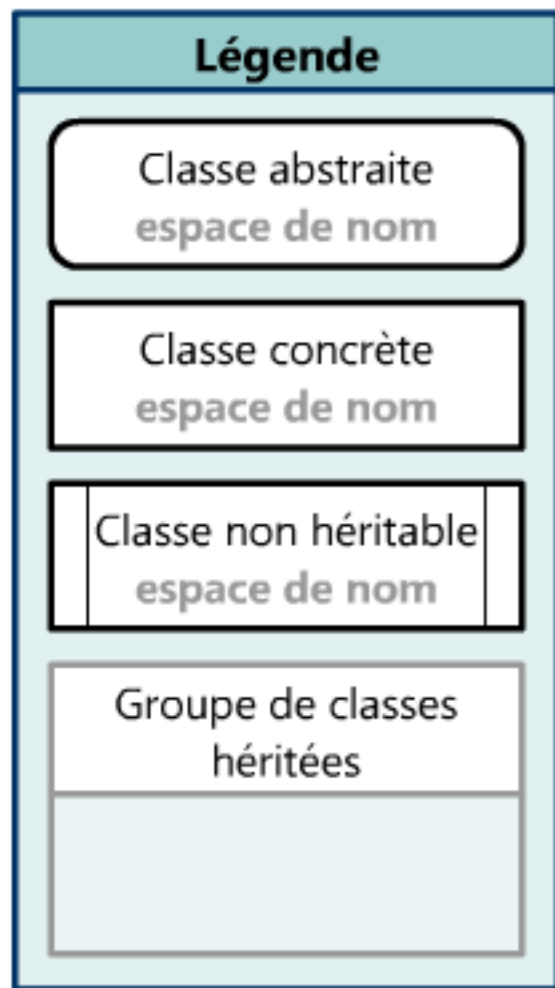 Légende
Classe abstraite
espace de nom
Classe concrète
espace de nom
Classe non héritable
espace de nom
Groupe de classes
héritées